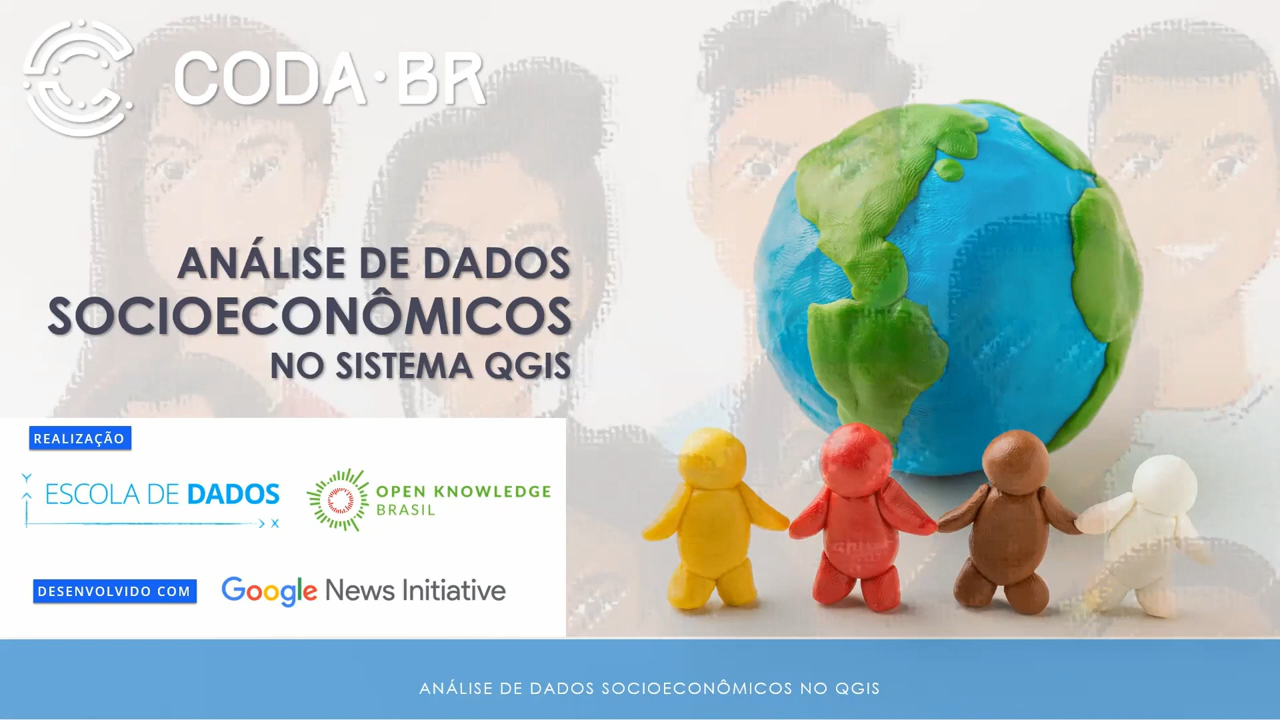 CODA·BR
ANÁLISE DE DADOS
SOCIOECONÔMICOS
NO SISTEMA QGIS
REALIZAÇÃO
ESCOLA DE DADOS
OPEN KNOWLEDGE
BRASIL
DESENVOLVIDO COM
Google News Initiative
ANÁLISE DE DADOS SOCIOECONÔMICOS NO QGIS